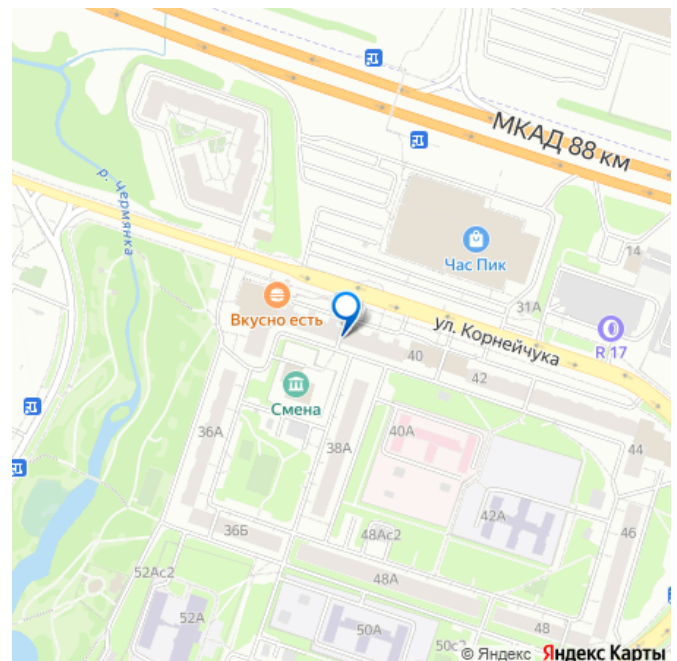 МКАД 88 км
р. Чермянка
Час Пик
14
31А
Вкусно есть
ул. Корнейчука
R 17
40
42
Смена
36А
38А
40А
44
42А
46
36Б
48Ас2
52Ас2
48А
52А
50А
48
50с2
© Яндекс Яндекс Карты